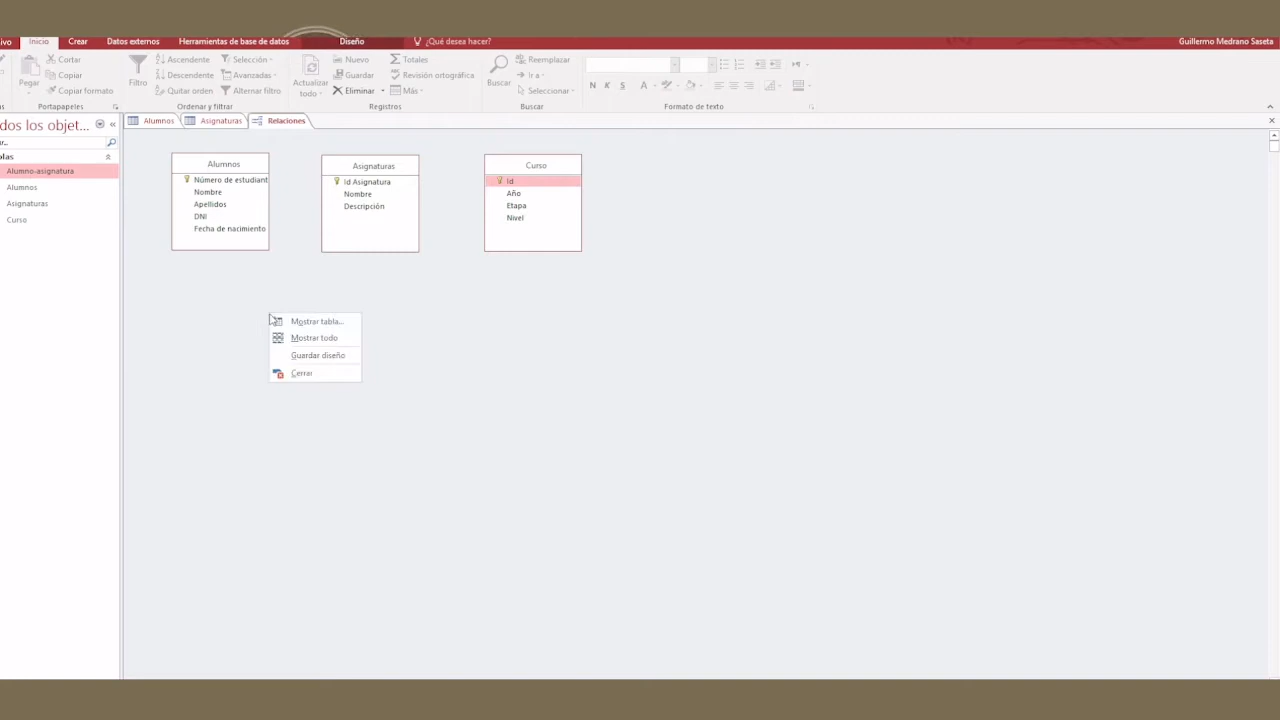 ivo Inicio Crear Datos externos Herramientas de base de datos Diseño ¿Qué desea hacer? Guillermo Medrano Saseta
Pegar
Cortar
Copiar
Copiar formato
Portapapeles
Filtro
Ascendente
Descendente
Quitar orden
Selección
Avanzadas
Alternar filtro
Ordenar y filtrar
Actualizar
todo
Nuevo
Guardar
Eliminar
Totales
Revisión ortográfica
Más
Registros
Buscar
Reemplazar
Ir a
Seleccionar
Buscar
N K S A
Formato de texto
dos los objet...
Alumnos Asignaturas Relaciones
r...
blas
Alumno-asignatura
Alumnos
Asignaturas
Curso
Alumnos
Número de estudiant
Nombre
Apellidos
DNI
Fecha de nacimiento
Asignaturas
Id Asignatura
Nombre
Descripción
Curso
Id
Año
Etapa
Nivel
Mostrar tabla...
Mostrar todo
Guardar diseño
Cerrar